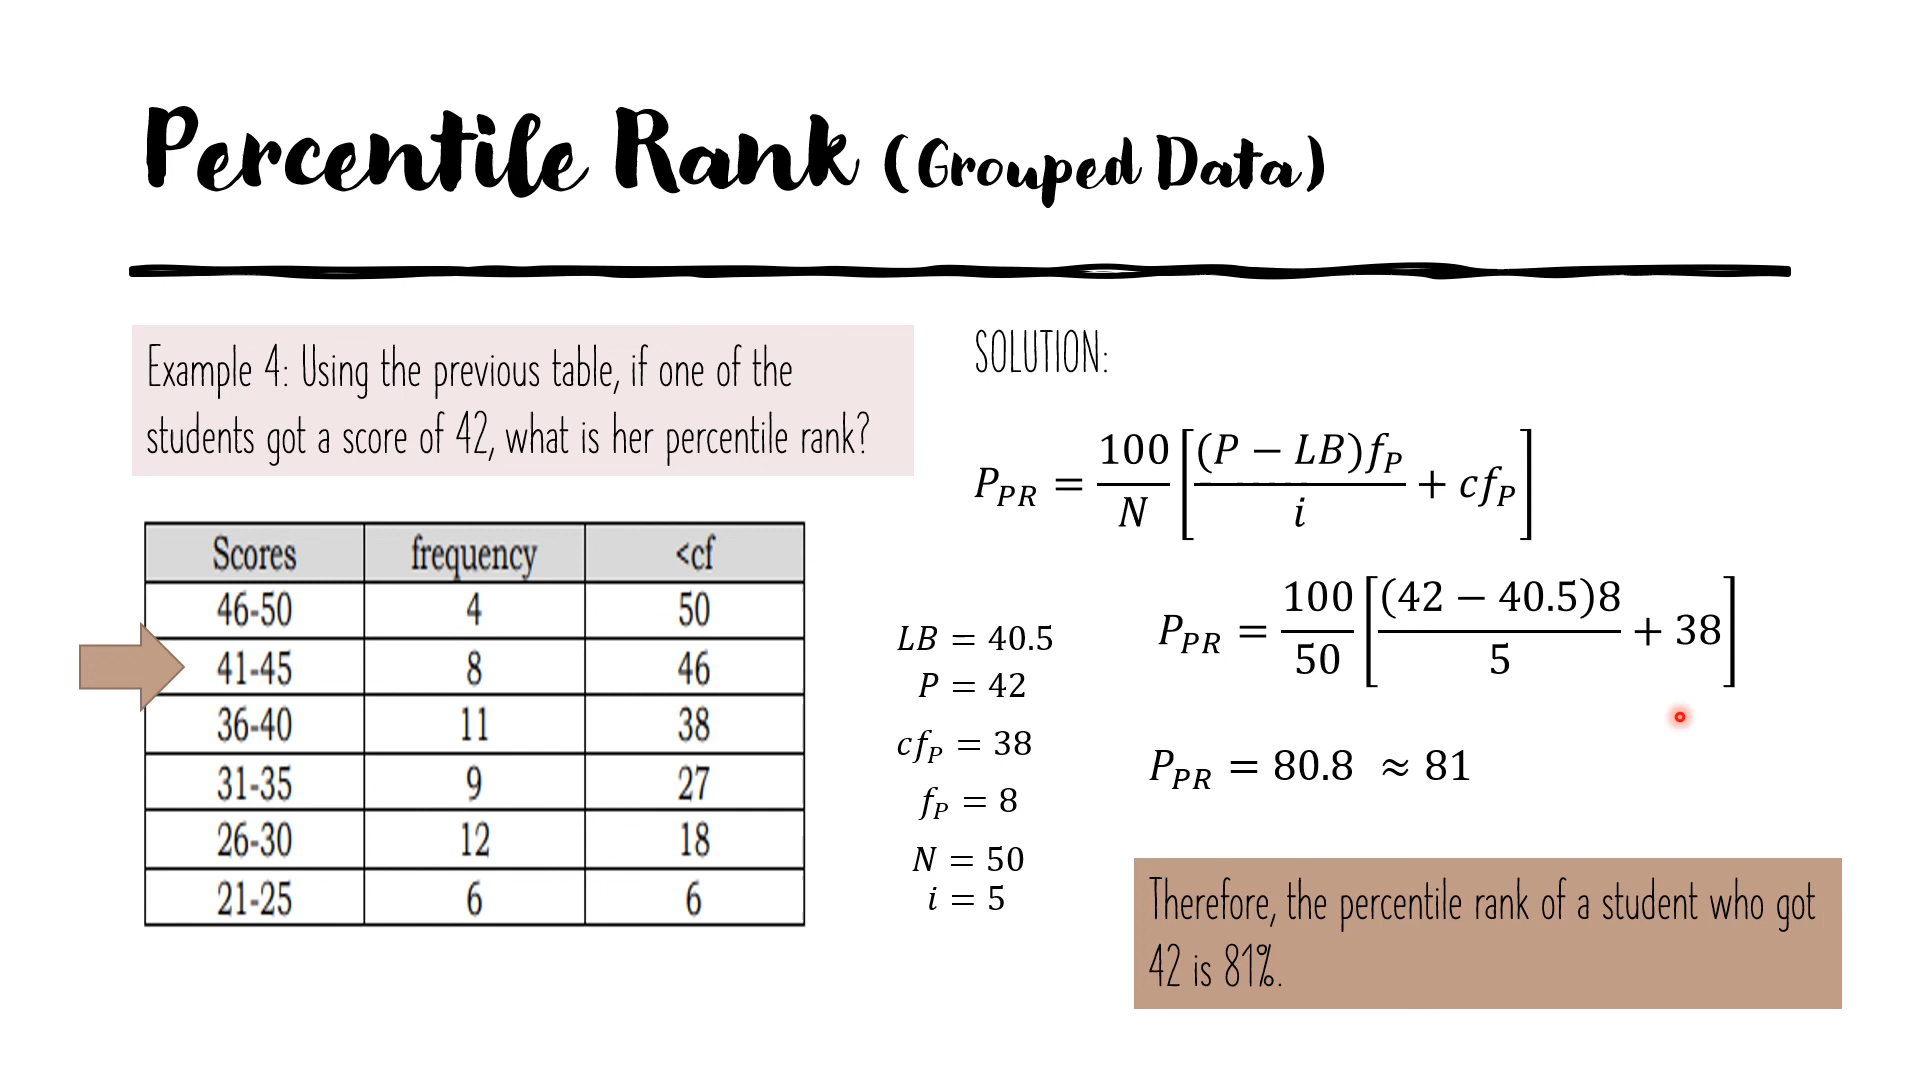 Percentile Rank (Grouped Data)
Example 4: Using the previous table, if one of the
students got a score of 42, what is her percentile rank?
Scores frequency <cf
46-50 4 50
41-45 8 46
36-40 11 38
31-35 9 27
26-30 12 18
21-25 6 6
LB = 40.5
P = 42
cf_P = 38
f_P = 8
N = 50
i = 5
SOLUTION:
P_PR = 100/N [(P − LB)f_P/i + cf_P]
P_PR = 100/50 [(42 − 40.5)8/5 + 38]
P_PR = 80.8 ≈ 81
Therefore, the percentile rank of a student who got
42 is 81%.